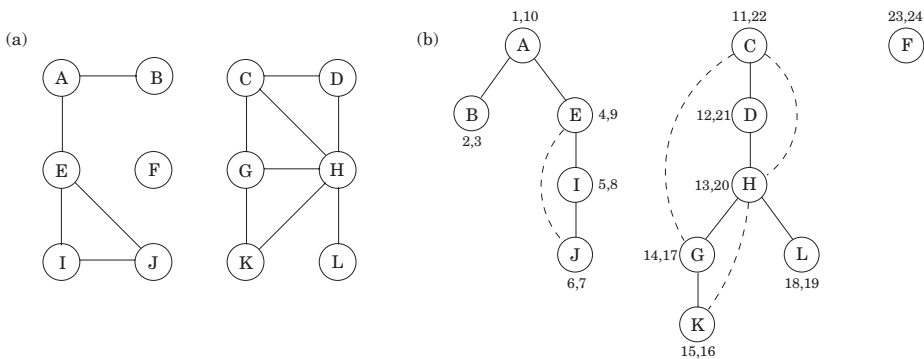 (a)
A B
C D
E F
G H
I J
K L
(b)
1,10
A
B
2,3
E 4,9
I 5,8
J
6,7
11,22
C
12,21 D
13,20 H
14,17 G
L
18,19
K
15,16
23,24
F